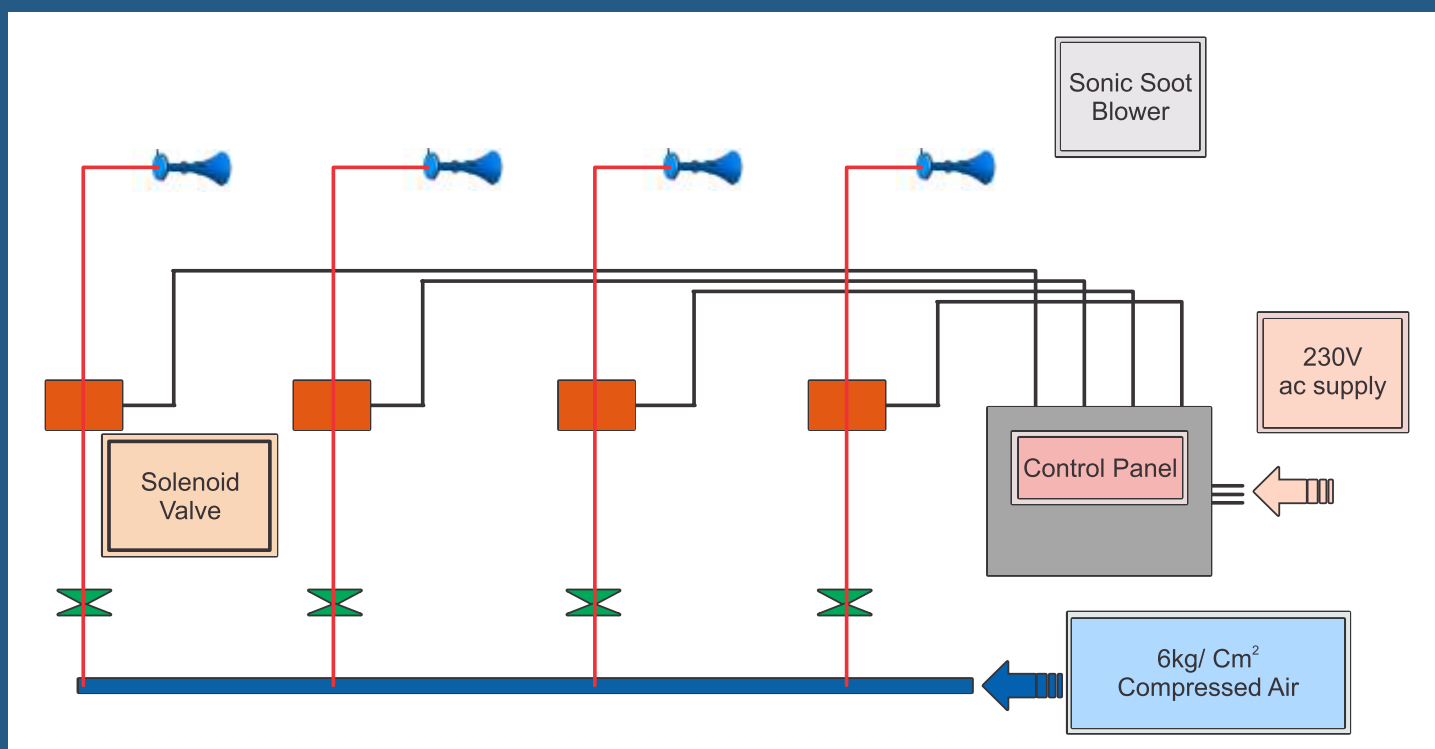 Sonic Soot
Blower
230V
ac supply
Control Panel
Solenoid
Valve
6kg/ Cm²
Compressed Air